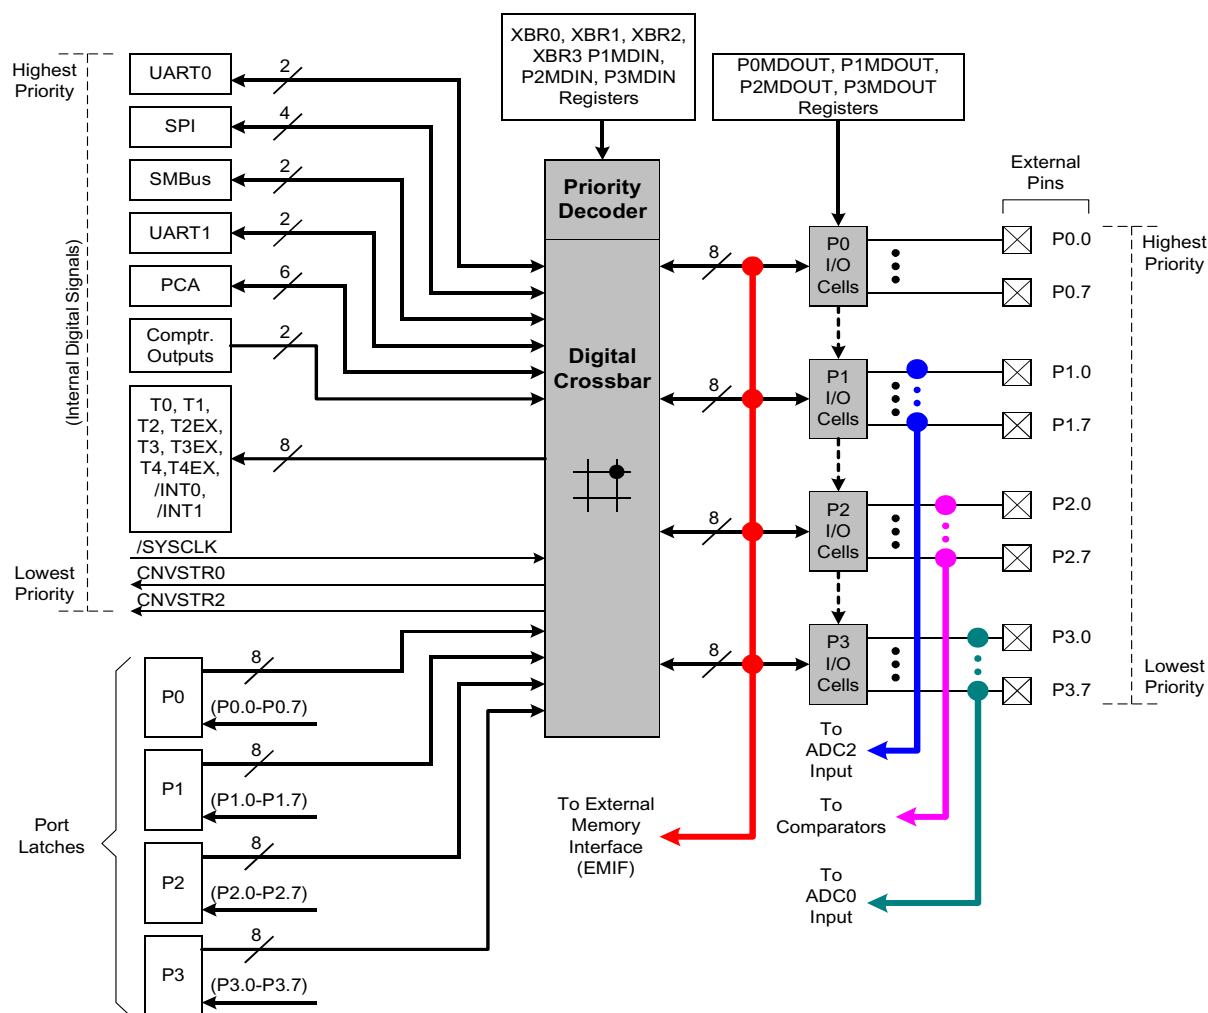 XBR0, XBR1, XBR2,
XBR3 P1MDIN,
P2MDIN, P3MDIN
Registers
P0MDOUT, P1MDOUT,
P2MDOUT, P3MDOUT
Registers
Highest
Priority
(Internal Digital Signals)
Lowest
Priority
UART0
2
SPI
4
SMBus
2
UART1
2
PCA
6
Comptr.
Outputs
2
T0, T1,
T2, T2EX,
T3, T3EX,
T4,T4EX,
/INT0,
/INT1
8
/SYSCLK
CNVSTR0
CNVSTR2
Port
Latches
P0
8
(P0.0-P0.7)
P1
8
(P1.0-P1.7)
P2
8
(P2.0-P2.7)
P3
8
(P3.0-P3.7)
Priority
Decoder
Digital
Crossbar
8
8
8
8
P0
I/O
Cells
P1
I/O
Cells
P2
I/O
Cells
P3
I/O
Cells
External
Pins
P0.0
P0.7
P1.0
P1.7
P2.0
P2.7
P3.0
P3.7
Highest
Priority
Lowest
Priority
To External
Memory
Interface
(EMIF)
To
ADC2
Input
To
Comparators
To
ADC0
Input